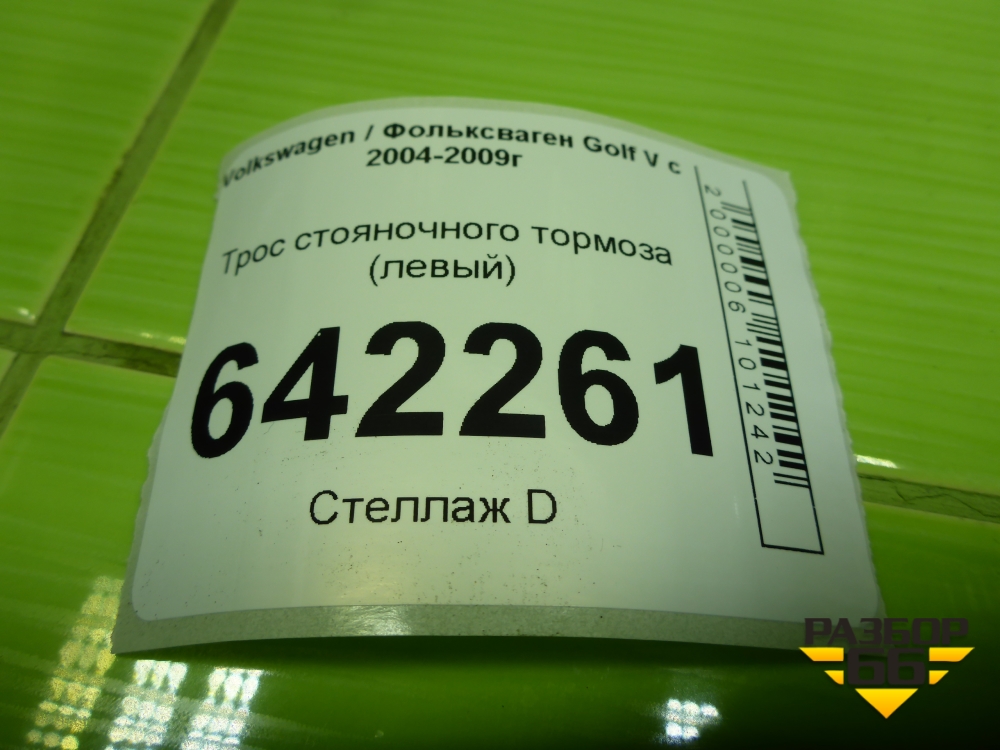 Volkswagen / Фольксваген Golf V с
2004-2009г
Трос стояночного тормоза
(левый)
642261
Стеллаж D
2000006101242
РАЗБОР
66